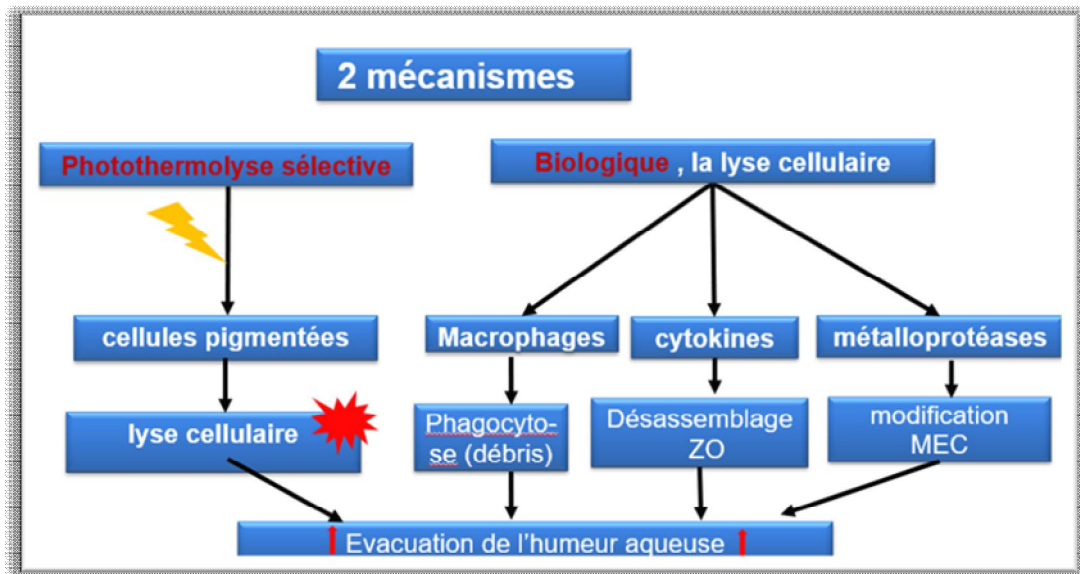 2 mécanismes
Photothermolyse sélective
Biologique , la lyse cellulaire
cellules pigmentées
Macrophages
cytokines
métalloprotéases
lyse cellulaire
Phagocyto-
se (débris)
Désassemblage
ZO
modification
MEC
Evacuation de l'humeur aqueuse